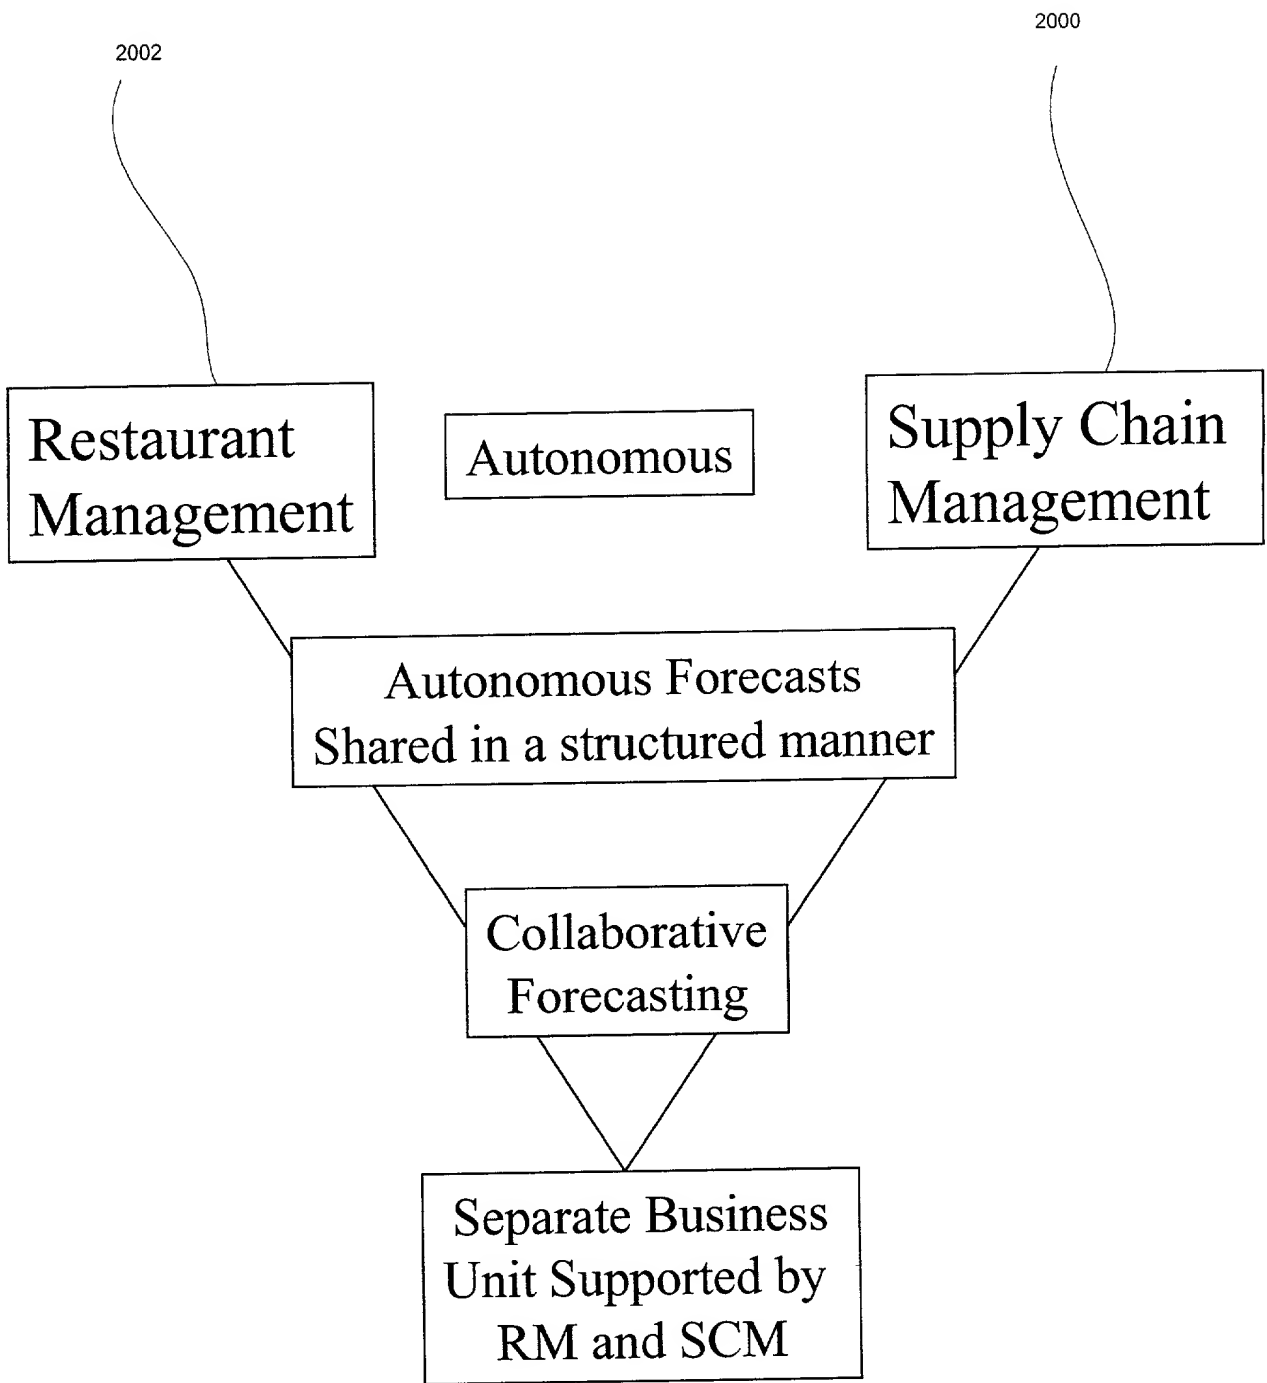 2002
2000
Restaurant
Management
Autonomous
Supply Chain
Management
Autonomous Forecasts
Shared in a structured manner
Collaborative
Forecasting
Separate Business
Unit Supported by
RM and SCM